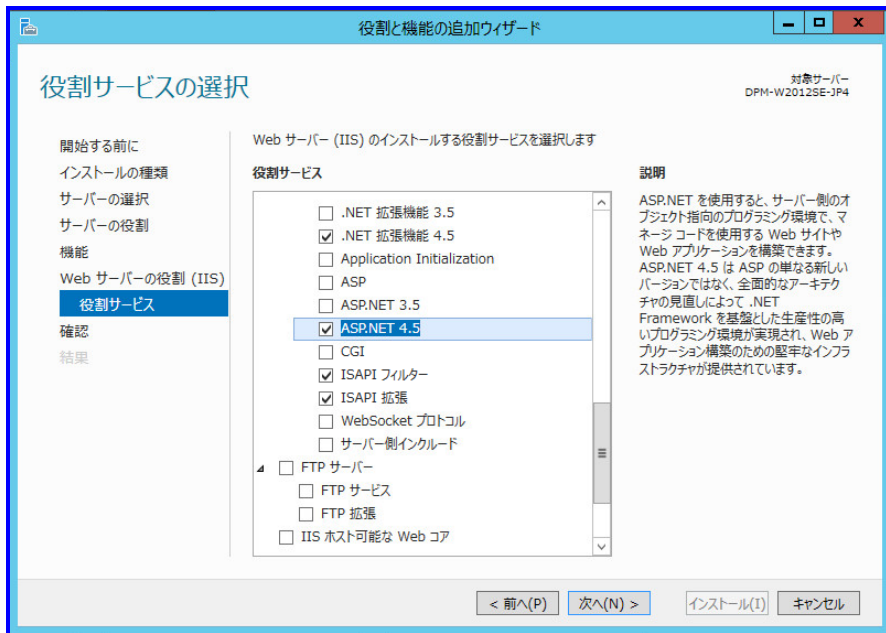 役割と機能の追加ウィザード
役割サービスの選択
対象サーバー
DPM-W2012SE-JP4
開始する前に
インストールの種類
サーバーの選択
サーバーの役割
機能
Web サーバーの役割 (IIS)
役割サービス
確認
結果
Web サーバー (IIS) のインストールする役割サービスを選択します
役割サービス
.NET 拡張機能 3.5
.NET 拡張機能 4.5
Application Initialization
ASP
ASP.NET 3.5
ASP.NET 4.5
CGI
ISAPI フィルター
ISAPI 拡張
WebSocket プロトコル
サーバー側インクルード
FTP サーバー
FTP サービス
FTP 拡張
IIS ホスト可能な Web コア
説明
ASP.NET を使用すると、サーバー側のオ
ブジェクト指向のプログラミング環境で、マ
ネージ コードを使用する Web サイトや
Web アプリケーションを構築できます。
ASP.NET 4.5 は ASP の単なる新しい
バージョンではなく、全面的なアーキテク
チャの見直しによって .NET
Framework を基盤とした生産性の高
いプログラミング環境が実現され、Web ア
プリケーション構築のための堅牢なインフラ
ストラクチャが提供されています。
< 前へ(P)
次へ(N) >
インストール(I)
キャンセル